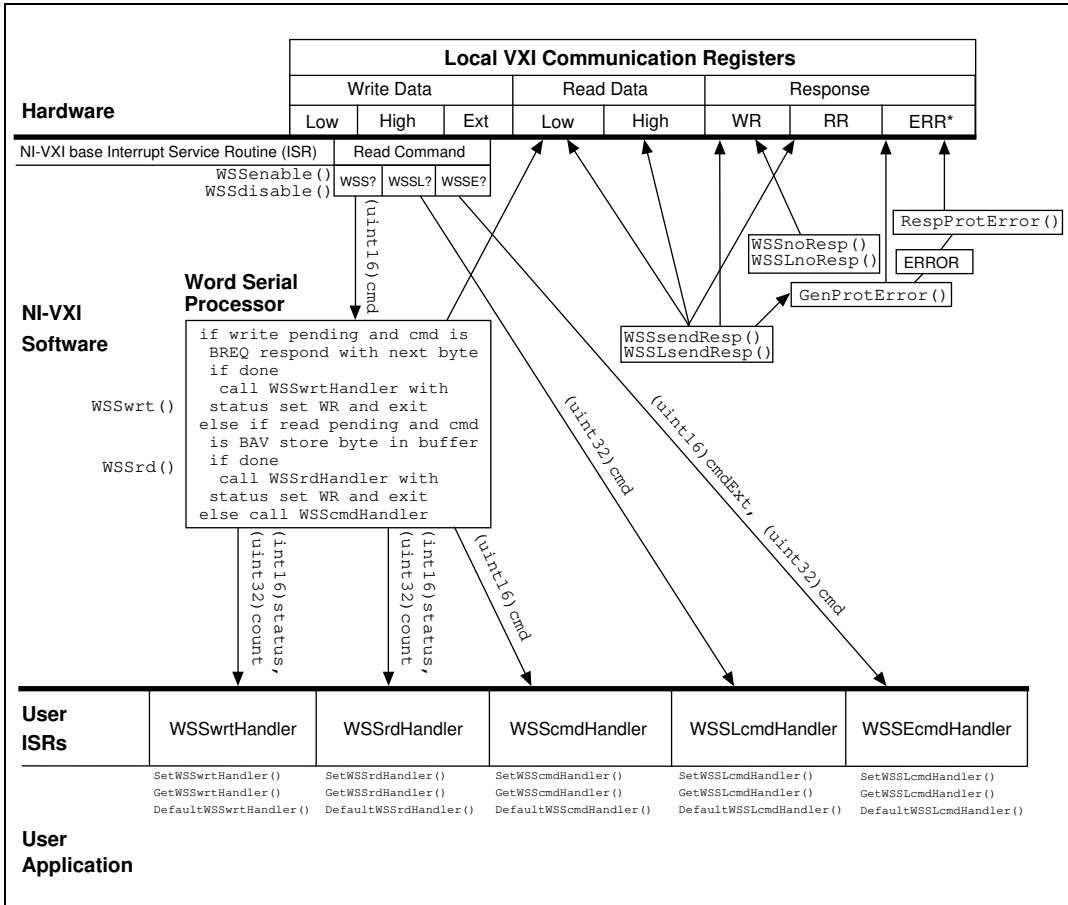 Local VXI Communication Registers
Write Data
Read Data
Response
Hardware
Low
High
Ext
Low
High
WR
RR
ERR*
NI-VXI base Interrupt Service Routine (ISR)
Read Command
WSSenable()
WSSdisable()
WSS?
WSSL?
WSSE?
(uint16)cmd
RespProtError()
WSSnoResp()
WSSLnoResp()
ERROR
GenProtError()
Word Serial
Processor
NI-VXI
Software
WSSsendResp()
WSSLsendResp()
if write pending and cmd is
BREQ respond with next byte
if done
call WSSwrtHandler with
status set WR and exit
else if read pending and cmd
is BAV store byte in buffer
if done
call WSSrdHandler with
status set WR and exit
else call WSScmdHandler
WSSwrt()
WSSrd()
(uint32)cmd
(uint16)cmdExt, (uint32)cmd
(int16)status,
(uint32)count
(int16)status,
(uint32)count
(uint16)cmd
User
ISRs
WSSwrtHandler
WSSrdHandler
WSScmdHandler
WSSLcmdHandler
WSSEcmdHandler
SetWSSwrtHandler()
GetWSSwrtHandler()
DefaultWSSwrtHandler()
SetWSSrdHandler()
GetWSSrdHandler()
DefaultWSSrdHandler()
SetWSScmdHandler()
GetWSScmdHandler()
DefaultWSScmdHandler()
SetWSSLcmdHandler()
GetWSSLcmdHandler()
DefaultWSSLcmdHandler()
SetWSSLcmdHandler()
GetWSSLcmdHandler()
DefaultWSSLcmdHandler()
User
Application